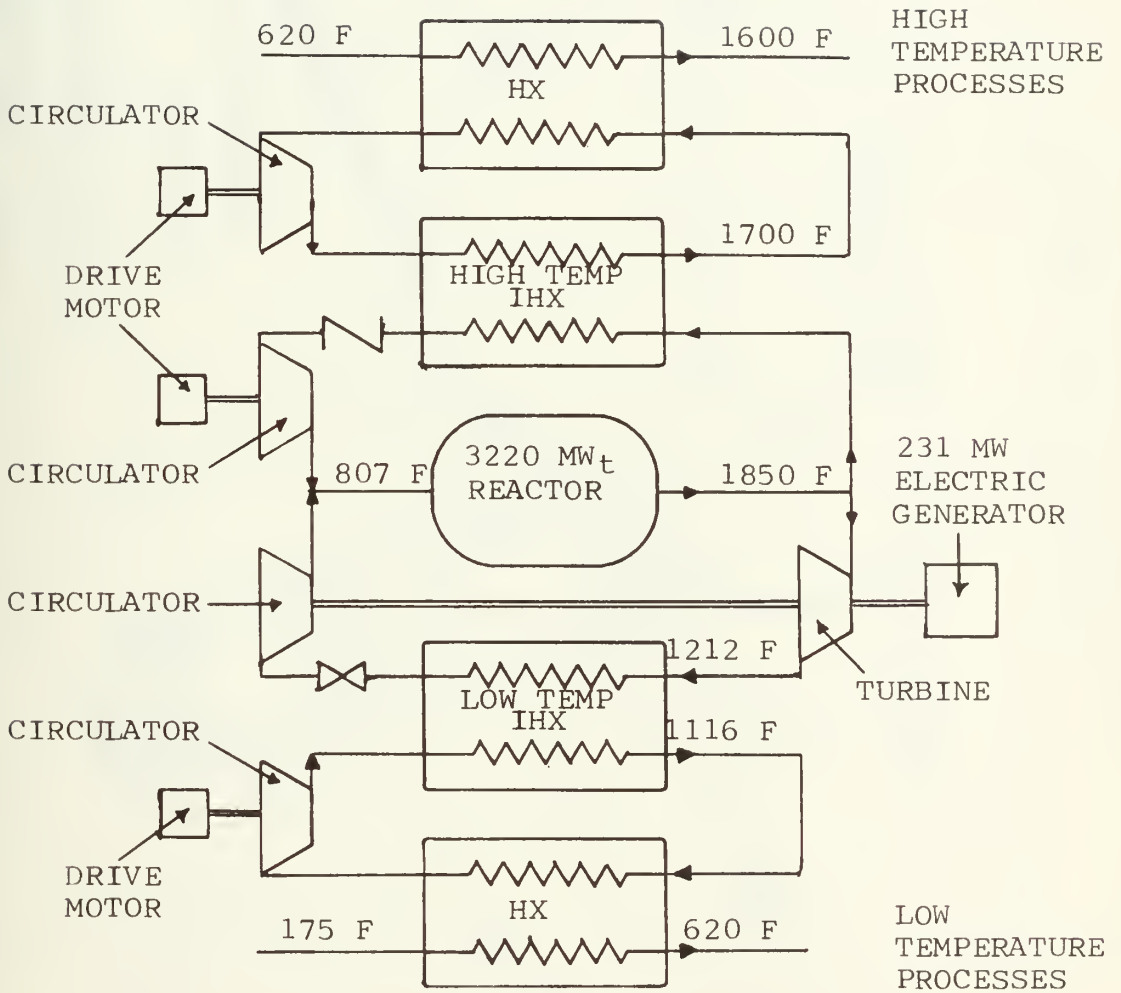 HIGH
TEMPERATURE
PROCESSES
620 F
1600 F
HX
CIRCULATOR
1700 F
HIGH TEMP
IHX
DRIVE
MOTOR
CIRCULATOR
807 F
3220 MWt
REACTOR
1850 F
231 MW
ELECTRIC
GENERATOR
CIRCULATOR
1212 F
LOW TEMP
IHX
TURBINE
CIRCULATOR
1116 F
DRIVE
MOTOR
HX
175 F
620 F
LOW
TEMPERATURE
PROCESSES